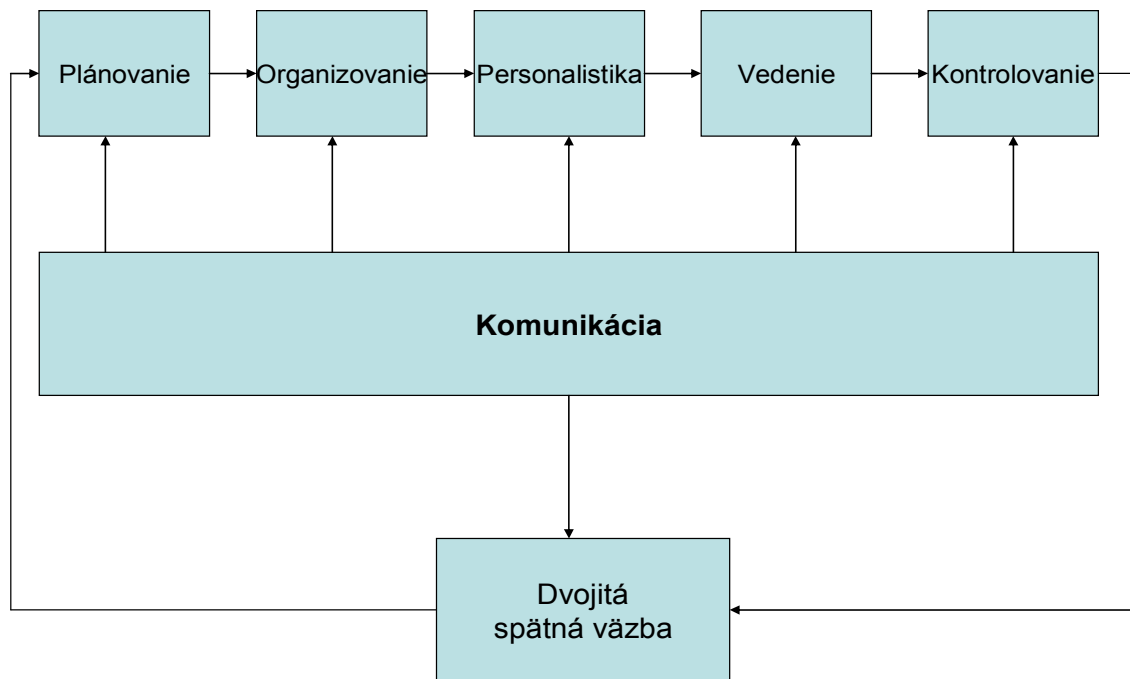 Plánovanie
Organizovanie
Personalistika
Vedenie
Kontrolovanie
Komunikácia
Dvojitá
spätná väzba